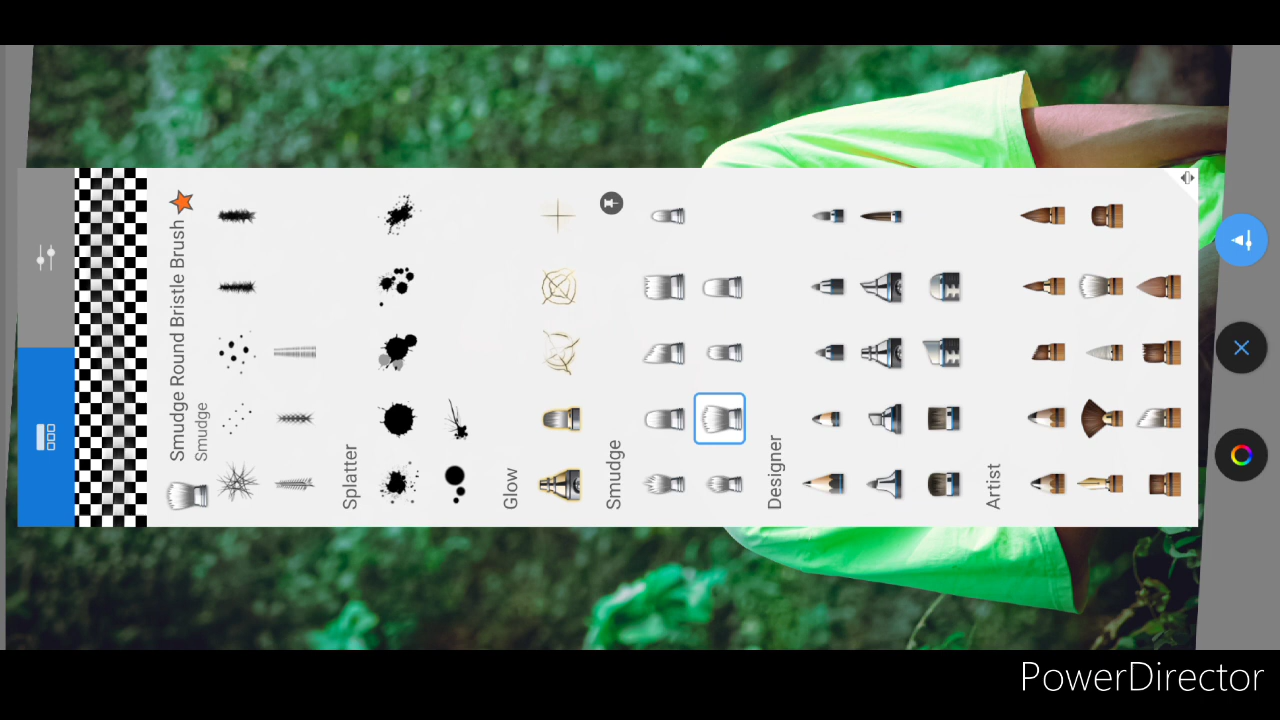 Smudge Round Bristle Brush
Smudge
Splatter
Glow
Smudge
Designer
Artist
PowerDirector